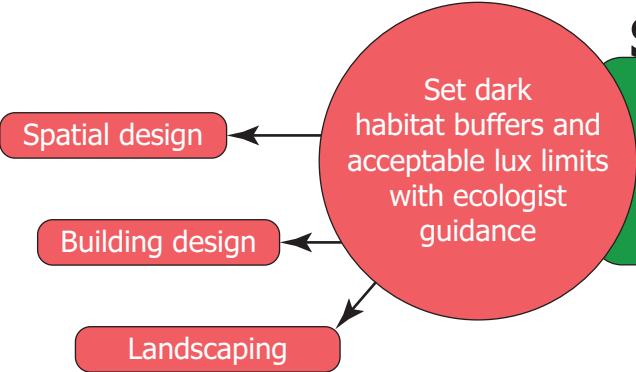 Set dark
habitat buffers and
acceptable lux limits
with ecologist
guidance
Spatial design
Building design
Landscaping